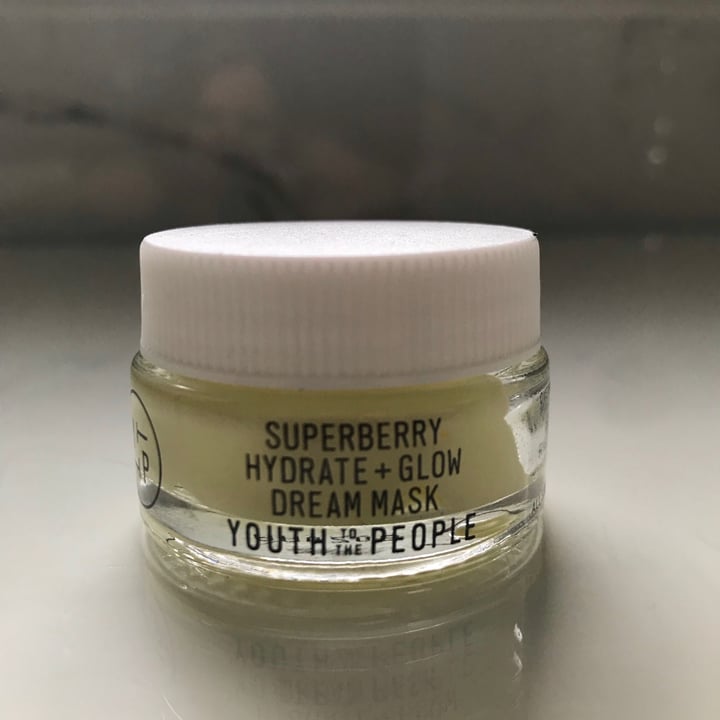 SUPERBERRY
HYDRATE + GLOW
DREAM MASK
YOUTH TO THE PEOPLE